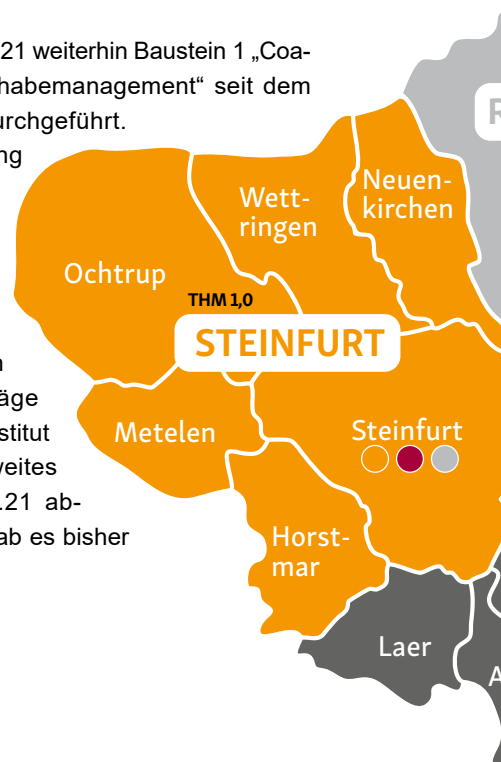 21 weiterhin Baustein 1 „Coa-
habemanagement“ seit dem
urchgeführt.
ng
äge
stitut
weites
.21 ab-
ab es bisher
R
Neuen-
kirchen
Wett-
ringen
Ochtrup
THM 1,0
STEINFURT
Metelen
Steinfurt
Horst-
mar
Laer
A